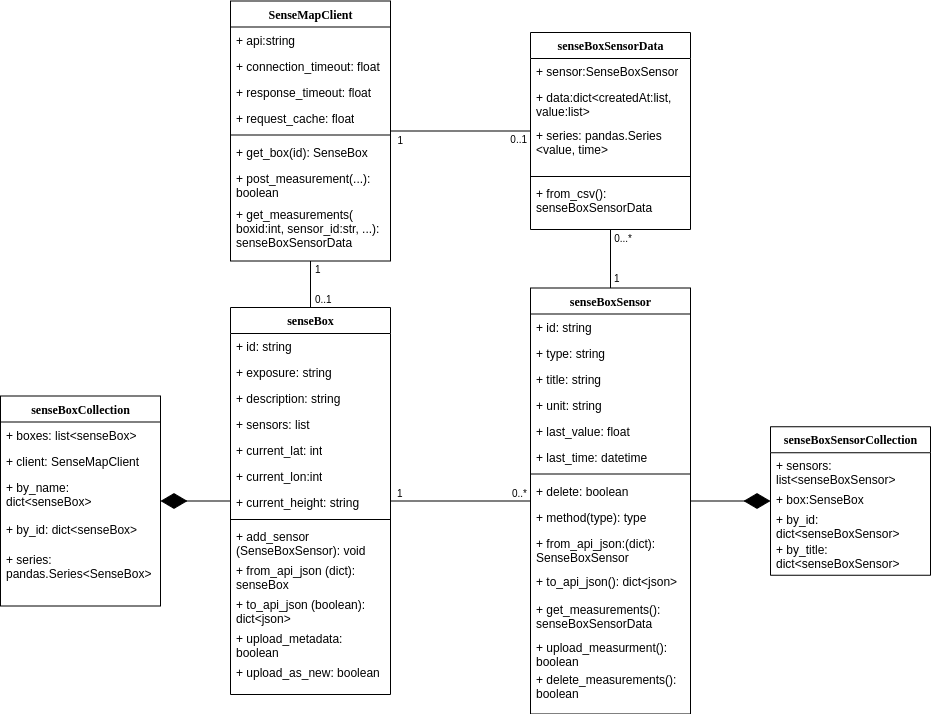 SenseMapClient
+ api:string
+ connection_timeout: float
+ response_timeout: float
+ request_cache: float
+ get_box(id): SenseBox
+ post_measurement(...):
boolean
+ get_measurements(
boxid:int, sensor_id:str, ...):
senseBoxSensorData
1
0..1
senseBoxSensorData
+ sensor:SenseBoxSensor
+ data:dict<createdAt:list,
value:list>
+ series: pandas.Series
<value, time>
+ from_csv():
senseBoxSensorData
0...*
1
1
0..1
senseBoxCollection
+ boxes: list<senseBox>
+ client: SenseMapClient
+ by_name:
dict<senseBox>
+ by_id: dict<senseBox>
+ series:
pandas.Series<SenseBox>
senseBox
+ id: string
+ exposure: string
+ description: string
+ sensors: list
+ current_lat: int
+ current_lon:int
+ current_height: string
+ add_sensor
(SenseBoxSensor): void
+ from_api_json (dict):
senseBox
+ to_api_json (boolean):
dict<json>
+ upload_metadata:
boolean
+ upload_as_new: boolean
1
0..*
senseBoxSensor
+ id: string
+ type: string
+ title: string
+ unit: string
+ last_value: float
+ last_time: datetime
+ delete: boolean
+ method(type): type
+ from_api_json:(dict):
SenseBoxSensor
+ to_api_json(): dict<json>
+ get_measurements():
senseBoxSensorData
+ upload_measurment():
boolean
+ delete_measurements():
boolean
senseBoxSensorCollection
+ sensors:
list<senseBoxSensor>
+ box:SenseBox
+ by_id:
dict<senseBoxSensor>
+ by_title:
dict<senseBoxSensor>